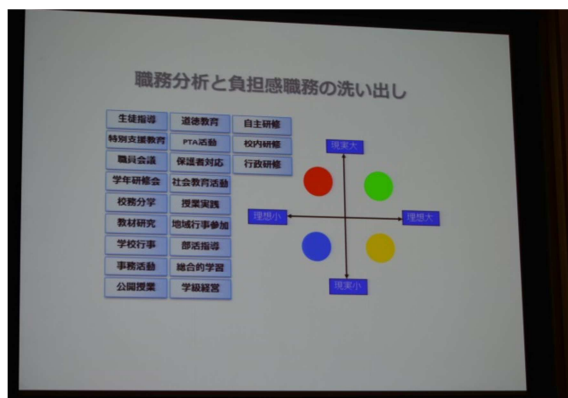 職務分析と負担感職務の洗い出し
生徒指導
道徳教育
自主研修
特別支援教育
PTA活動
校内研修
職員会議
保護者対応
行政研修
学年研修会
社会教育活動
校務分学
授業実践
教材研究
地域行事参加
学校行事
部活指導
事務活動
総合的学習
公開授業
学級経営
現実大
理想小
理想大
現実小